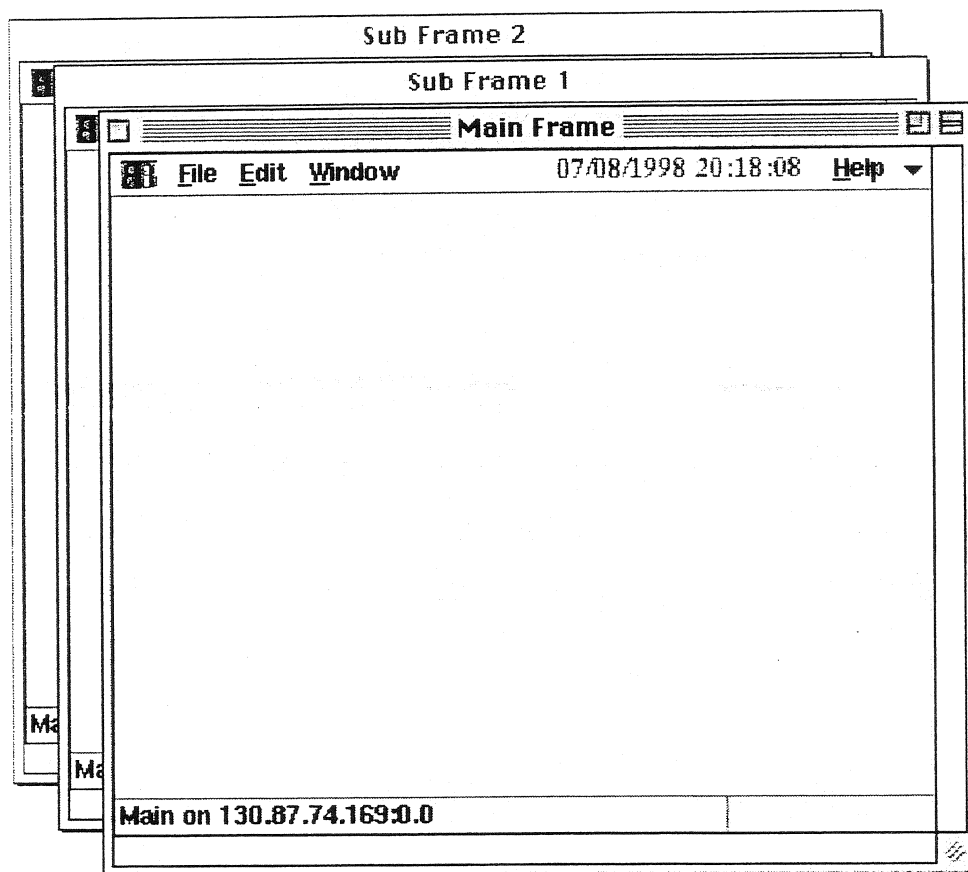 Sub Frame 2
Sub Frame 1
Main Frame
File Edit Window 07/08/1998 20:18:08 Help
Ma
Ma
Main on 130.87.74.169:0.0